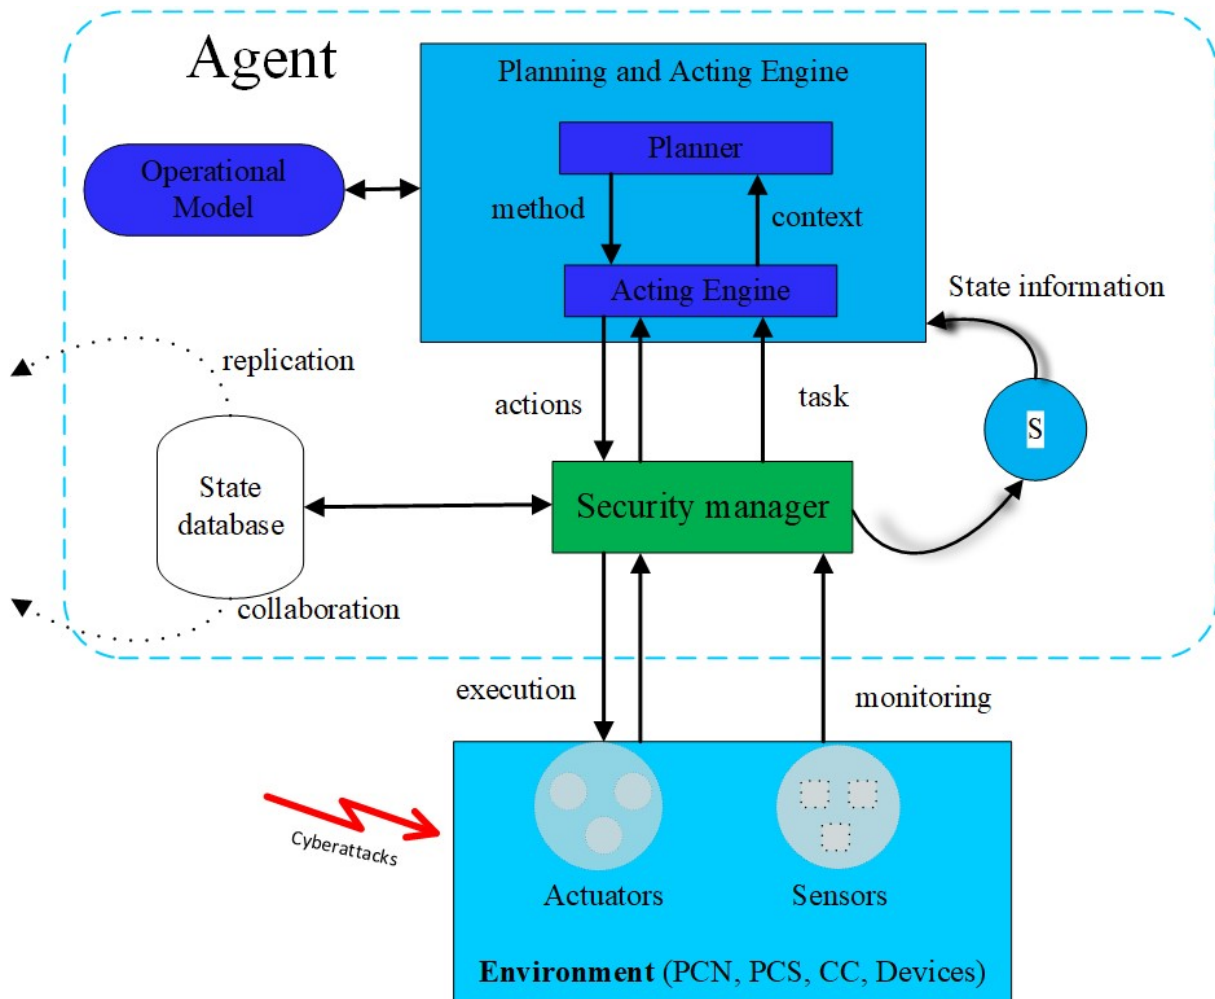 Agent
Planning and Acting Engine
Planner
Operational
Model
method
context
Acting Engine
State information
replication
actions
task
S
State
database
Security manager
collaboration
execution
monitoring
Cyberattacks
Actuators
Sensors
Environment (PCN, PCS, CC, Devices)